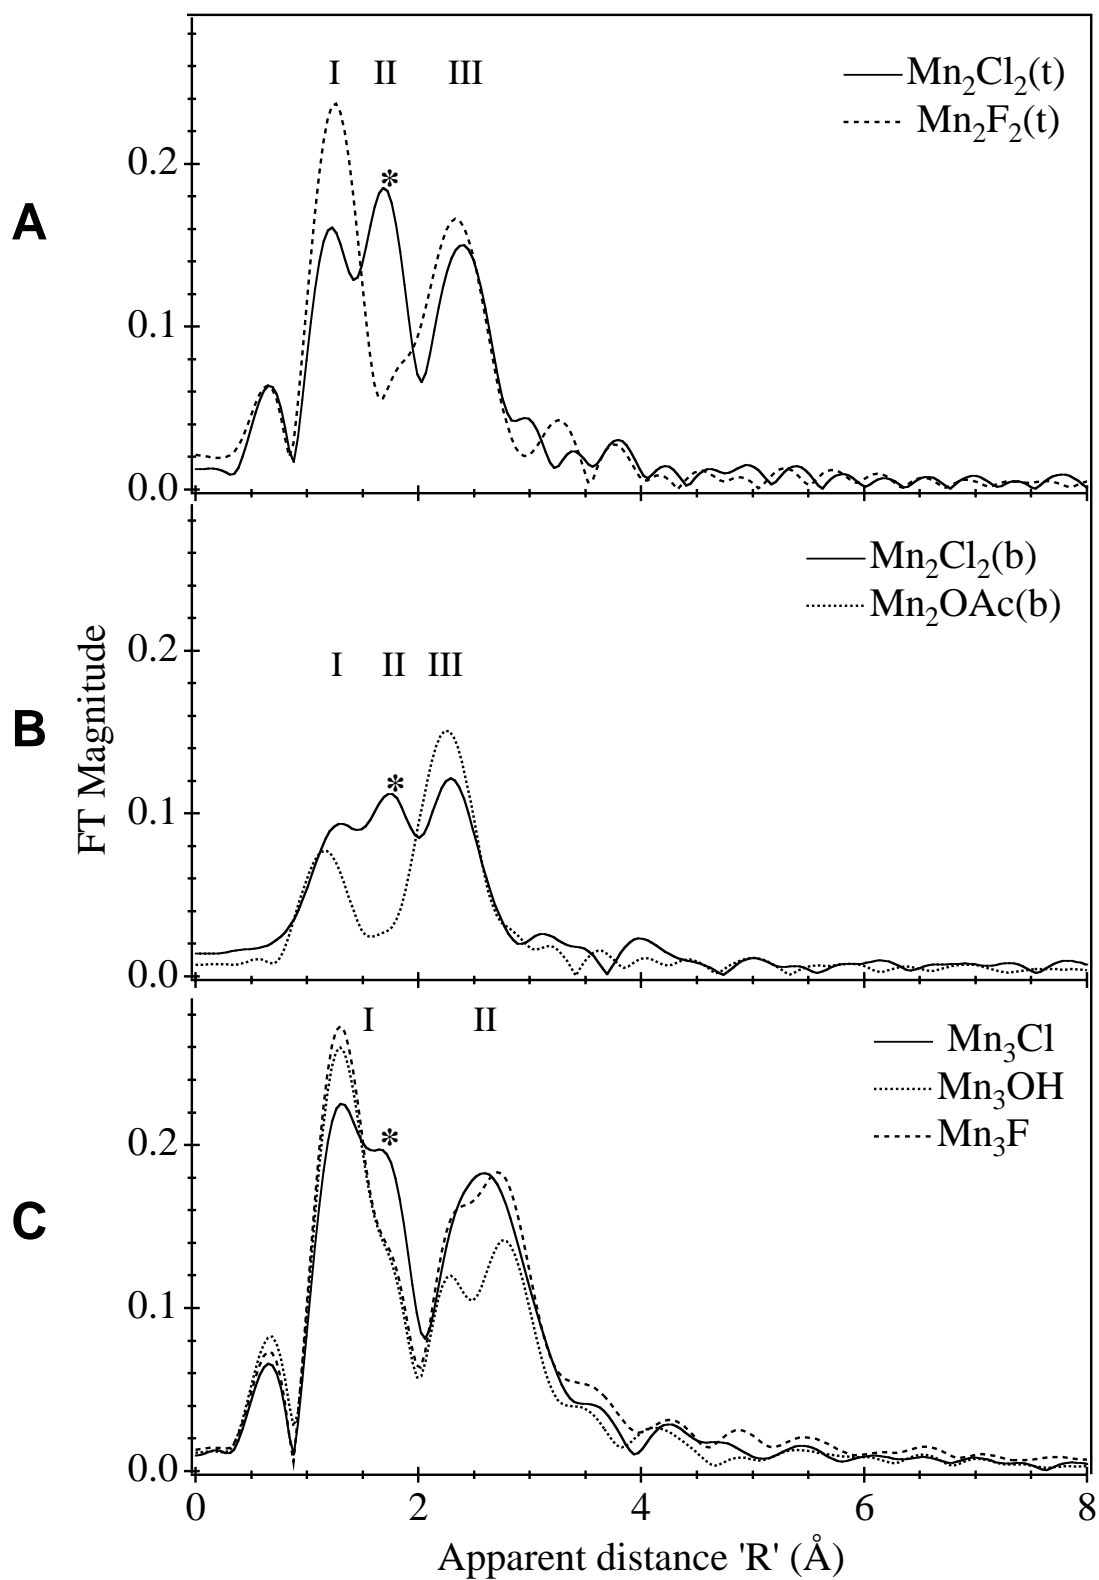 I II III
Mn₂Cl₂(t)
Mn₂F₂(t)
*
0.2
A
0.1
0.0
Mn₂Cl₂(b)
Mn₂OAc(b)
0.2
I II III
B
FT Magnitude
*
0.1
0.0
I II
Mn₃Cl
Mn₃OH
Mn₃F
0.2
*
C
0.1
0.0
0 2 4 6 8
Apparent distance 'R' (Å)